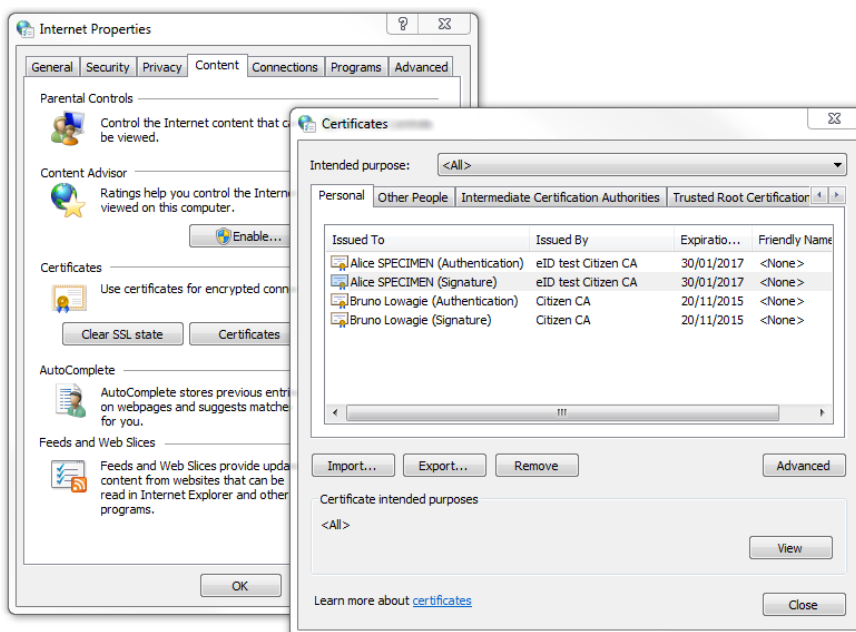 Internet Properties
General Security Privacy Content Connections Programs Advanced
Parental Controls
Control the Internet content that ca
be viewed.
Content Advisor
Ratings help you control the Interne
viewed on this computer.
Enable...
Certificates
Use certificates for encrypted conn
Clear SSL state Certificates
AutoComplete
AutoComplete stores previous entri
on webpages and suggests matche
for you.
Feeds and Web Slices
Feeds and Web Slices provide upda
content from websites that can be
read in Internet Explorer and other
programs.
OK
Certificates
Intended purpose: <All>
Personal Other People Intermediate Certification Authorities Trusted Root Certification
Issued To Issued By Expiratio... Friendly Name
Alice SPECIMEN (Authentication) eID test Citizen CA 30/01/2017 <None>
Alice SPECIMEN (Signature) eID test Citizen CA 30/01/2017 <None>
Bruno Lowagie (Authentication) Citizen CA 20/11/2015 <None>
Bruno Lowagie (Signature) Citizen CA 20/11/2015 <None>
Import... Export... Remove Advanced
Certificate intended purposes
<All>
View
Learn more about certificates
Close